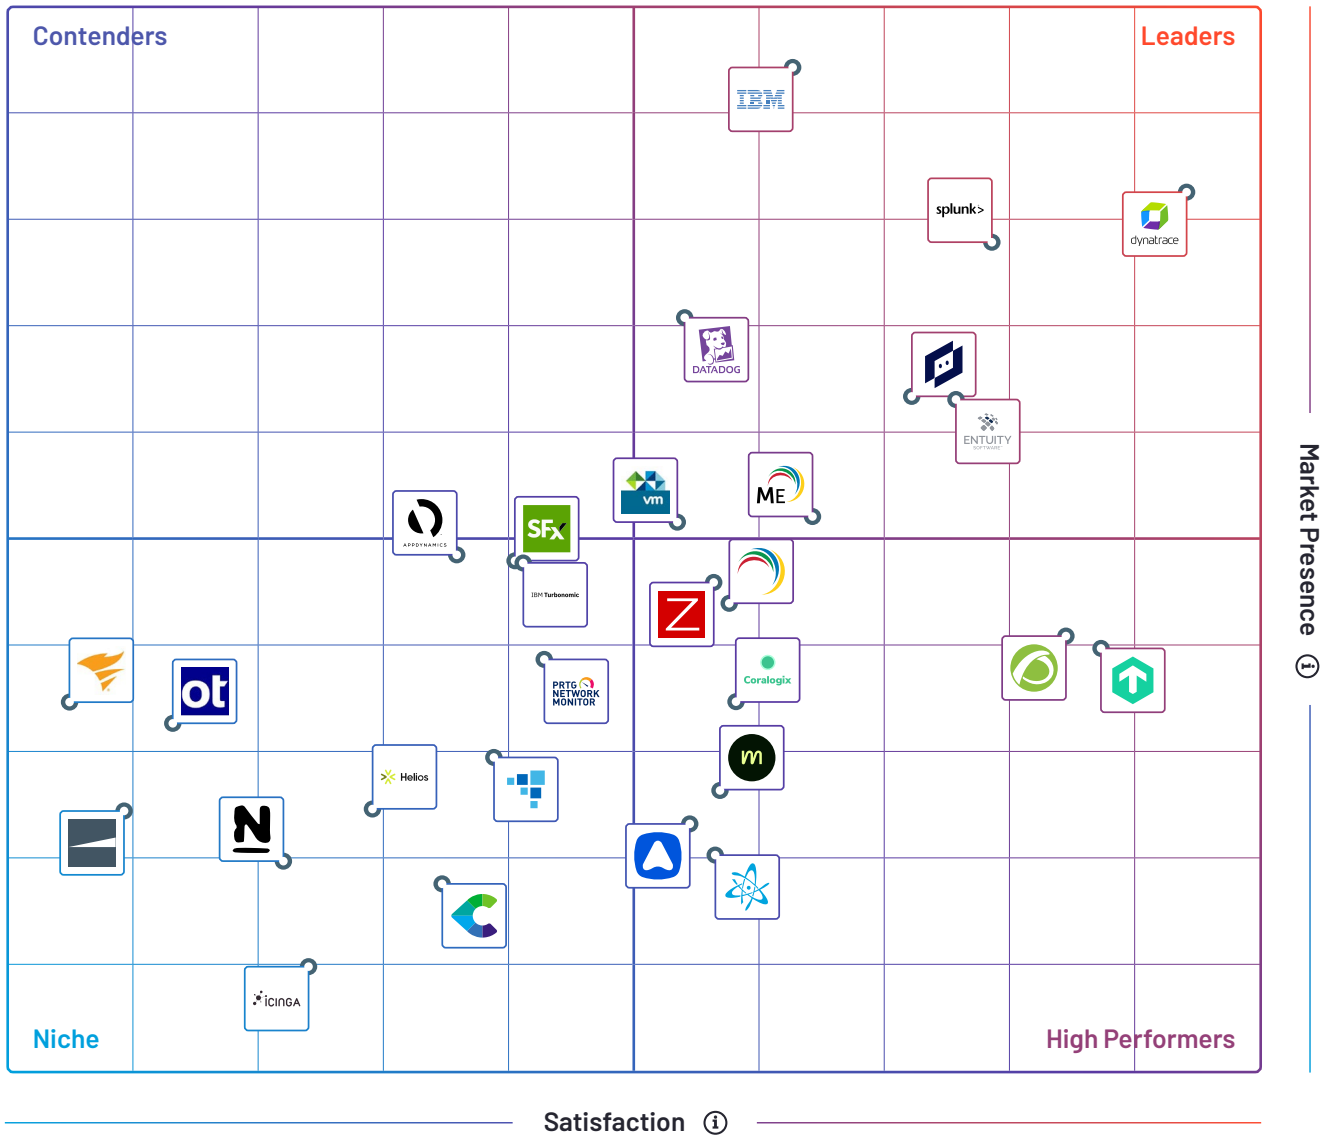 Contenders
Leaders
IBM
splunk>
dynatrace
DATADOG
ENTUITY
SOFTWARE
vm
ME
APPDYNAMICS
SFx
IBM Turbonomic
Z
ot
PRTG
NETWORK
MONITOR
Coralogix
m
Helios
N
C
ICINGA
Niche
High Performers
Satisfaction
Market Presence